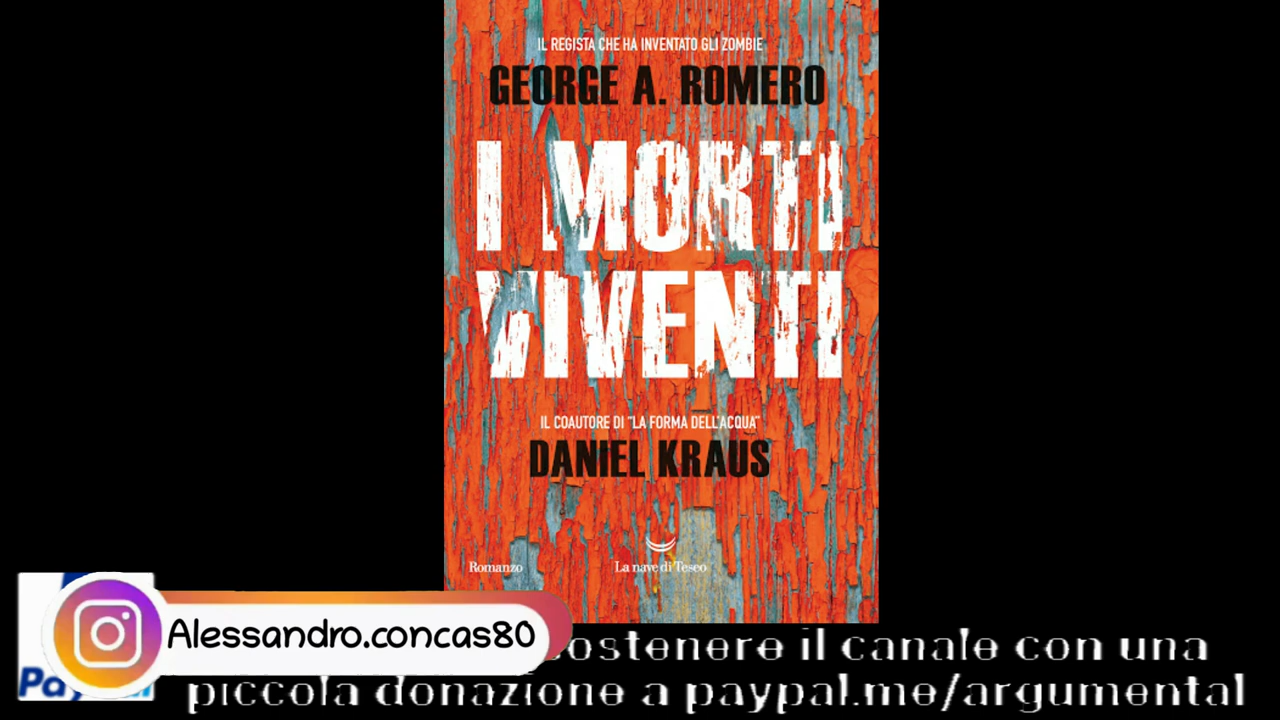 IL REGISTA CHE HA INVENTATO GLI ZOMBIE
GEORGE A. ROMERO
I MORTI
VIVENTI
IL COAUTORE DI "LA FORMA DELL'ACQUA"
DANIEL KRAUS
Romanzo
La nave di Teseo
Alessandro.concas80
sostenere il canale con una
piccola donazione a paypal.me/argumental